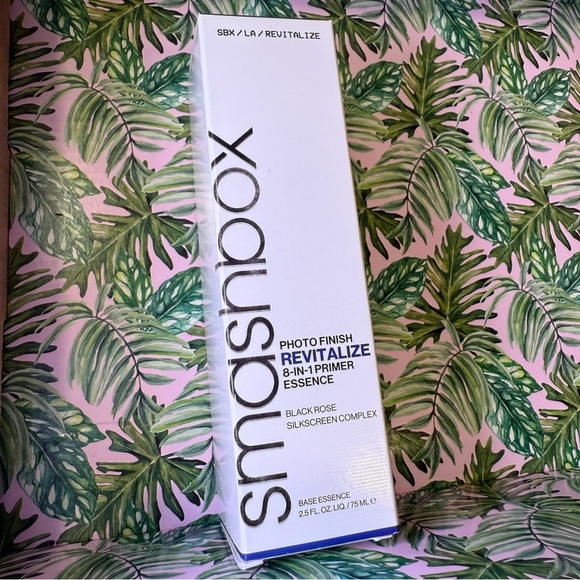 SBX/LA/REVITALIZE
smashbox
PHOTO FINISH
REVITALIZE
8-IN-1 PRIMER
ESSENCE
BLACK ROSE
SILKSCREEN COMPLEX
BASE ESSENCE
2.5 FL. OZ. LIQ. / 75 ML ℮